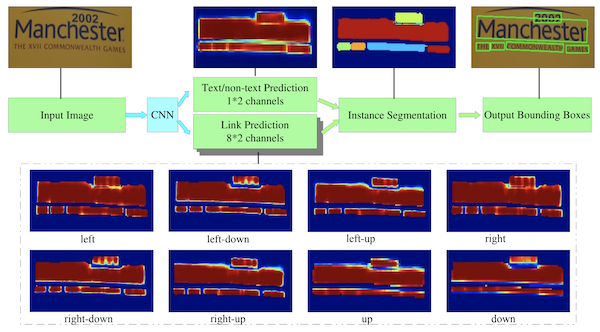 2002
Manchester
THE XVII COMMONWEALTH GAMES
2002
Manchester
THE XVII COMMONWEALTH GAMES
Input Image
CNN
Text/non-text Prediction
1*2 channels
Link Prediction
8*2 channels
Instance Segmentation
Output Bounding Boxes
left
left-down
left-up
right
right-down
right-up
up
down